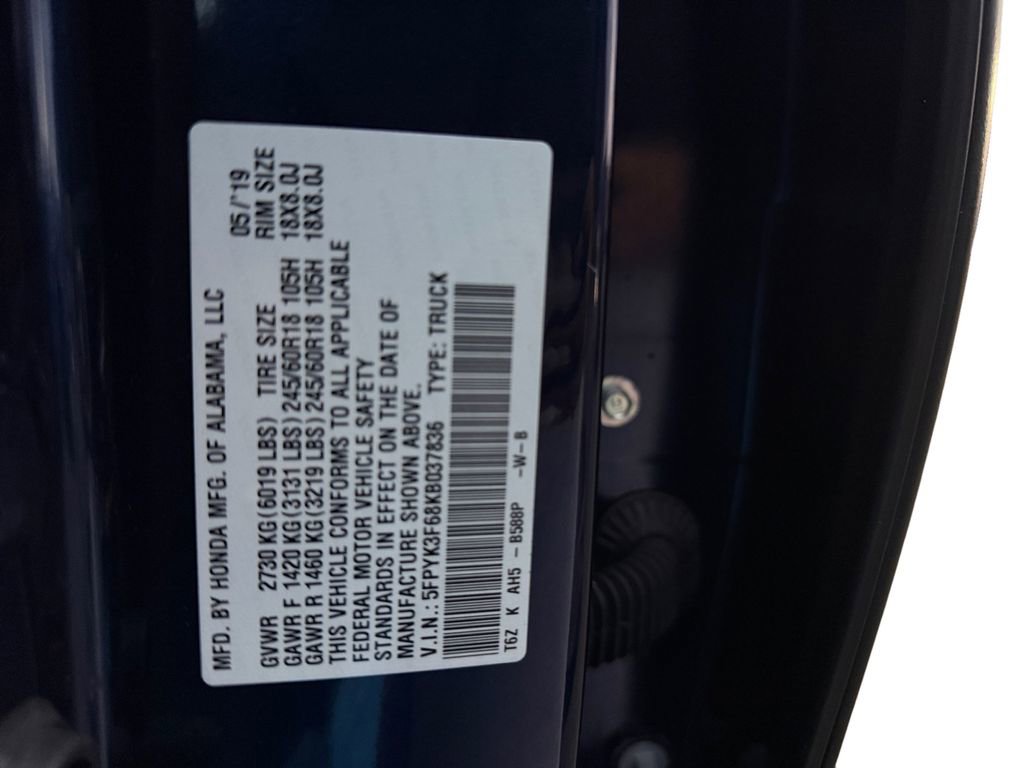 MFD. BY HONDA MFG. OF ALABAMA, LLC 05/'19
GVWR 2730 KG(6019 LBS) TIRE SIZE RIM SIZE
GAWR F 1420 KG(3131 LBS)245/60R18 105H 18X8.0J
GAWR R 1460 KG(3219 LBS)245/60R18 105H 18X8.0J
THIS VEHICLE CONFORMS TO ALL APPLICABLE
FEDERAL MOTOR VEHICLE SAFETY
STANDARDS IN EFFECT ON THE DATE OF
MANUFACTURE SHOWN ABOVE.
V.I.N.: 5FPYK3F68KB037836 TYPE: TRUCK
T6Z K AH5 - B588P -W-B